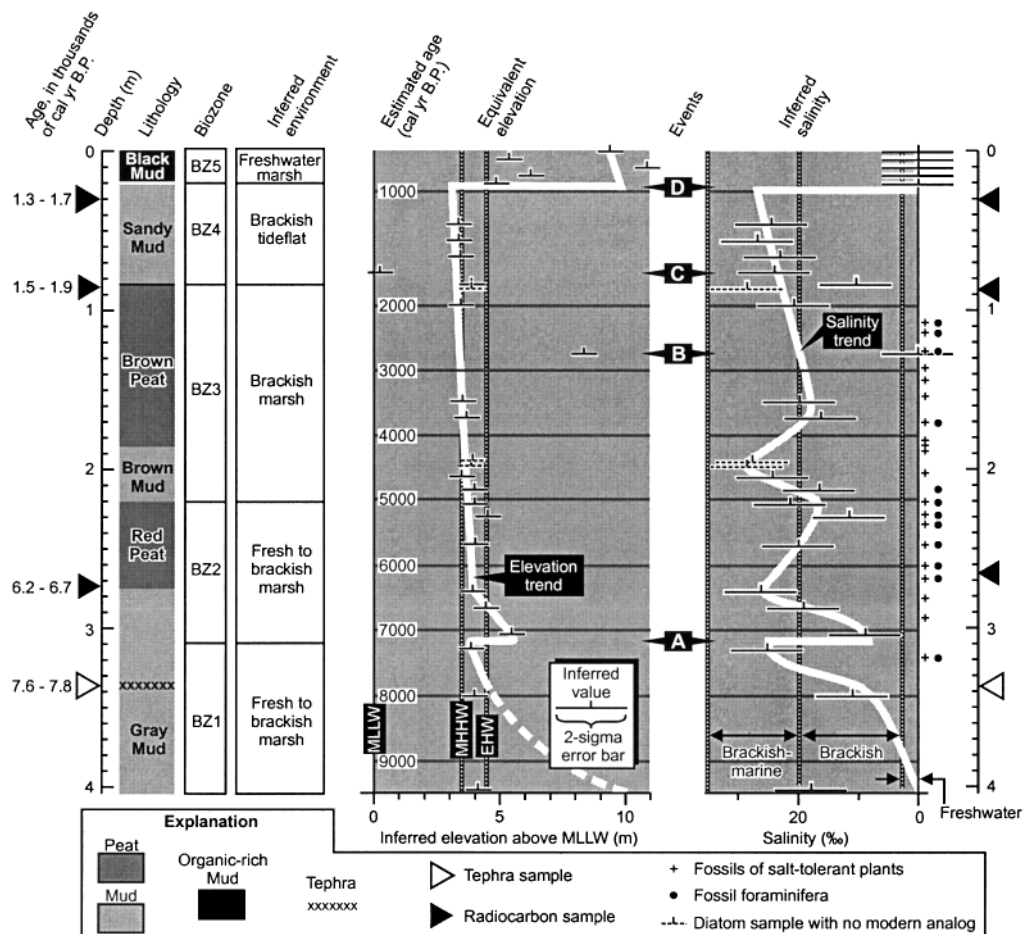 Age, in thousands
of cal yr B.P.
Depth (m)
Lithology
Biozone
Inferred
environment
Estimated age
(cal yr B.P.)
Equivalent
elevation
Events
Inferred
salinity
0
Black
Mud
BZ5
Freshwater
marsh
0
1000
D
1.3 - 1.7
Sandy
Mud
BZ4
Brackish
tideflat
C
1.5 - 1.9
1
2000
1
Salinity
trend
B
Brown
Peat
BZ3
Brackish
marsh
3000
4000
2
Brown
Mud
2
5000
Red
Peat
BZ2
Fresh to
brackish
marsh
6000
Elevation
trend
6.2 - 6.7
3
7000
A
3
7.6 - 7.8
xxxxxxx
Gray
Mud
BZ1
Fresh to
brackish
marsh
8000
9000
MLLW
MHHW
EHW
Inferred
value
2-sigma
error bar
Brackish-
marine
Brackish
4
4
Freshwater
0
5
10
20
0
Inferred elevation above MLLW (m)
Salinity (‰)
Explanation
Peat
Mud
Organic-rich
Mud
Tephra
xxxxxxx
Tephra sample
Radiocarbon sample
+ Fossils of salt-tolerant plants
● Fossil foraminifera
Diatom sample with no modern analog